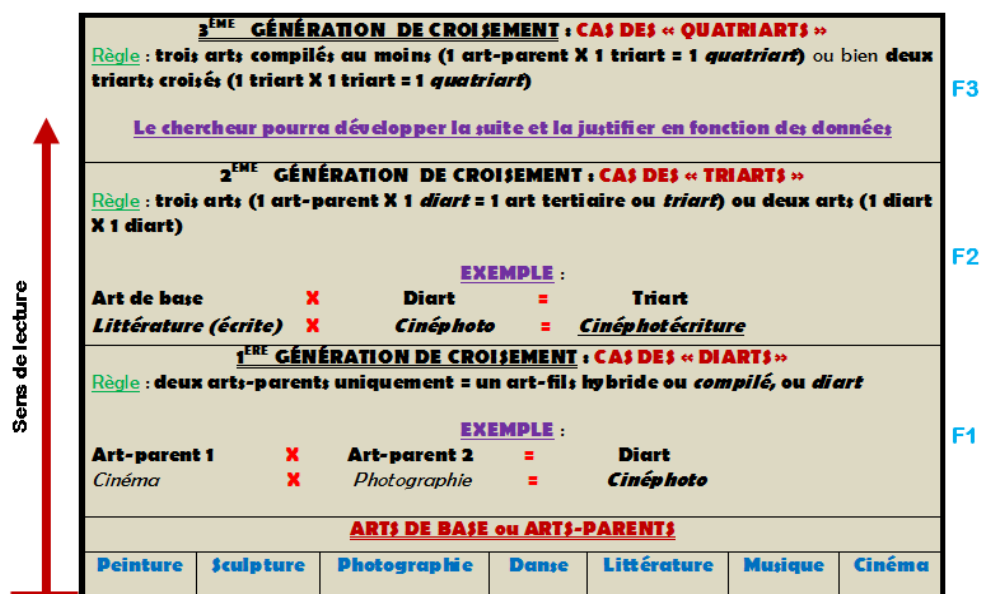 3ÈME GÉNÉRATION DE CROISEMENT : CAS DES « QUATRIARTS »
Règle : trois arts compilés au moins (1 art-parent X 1 triart = 1 quatriart) ou bien deux
triarts croisés (1 triart X 1 triart = 1 quatriart)
F3
Le chercheur pourra développer la suite et la justifier en fonction des données
2ÈME GÉNÉRATION DE CROISEMENT : CAS DES « TRIARTS »
Règle : trois arts (1 art-parent X 1 diart = 1 art tertiaire ou triart) ou deux arts (1 diart
X 1 diart)
F2
EXEMPLE :
Art de base X Diart = Triart
Littérature (écrite) X Cinéphoto = Cinéphotécriture
1ERE GÉNÉRATION DE CROISEMENT : CAS DES « DIARTS »
Règle : deux arts-parents uniquement = un art-fils hybride ou compilé, ou diart
EXEMPLE :
F1
Art-parent 1 X Art-parent 2 = Diart
Cinéma X Photographie = Cinéphoto
ARTS DE BASE ou ARTS-PARENTS
Peinture Sculpture Photographie Danse Littérature Musique Cinéma
Sens de lecture